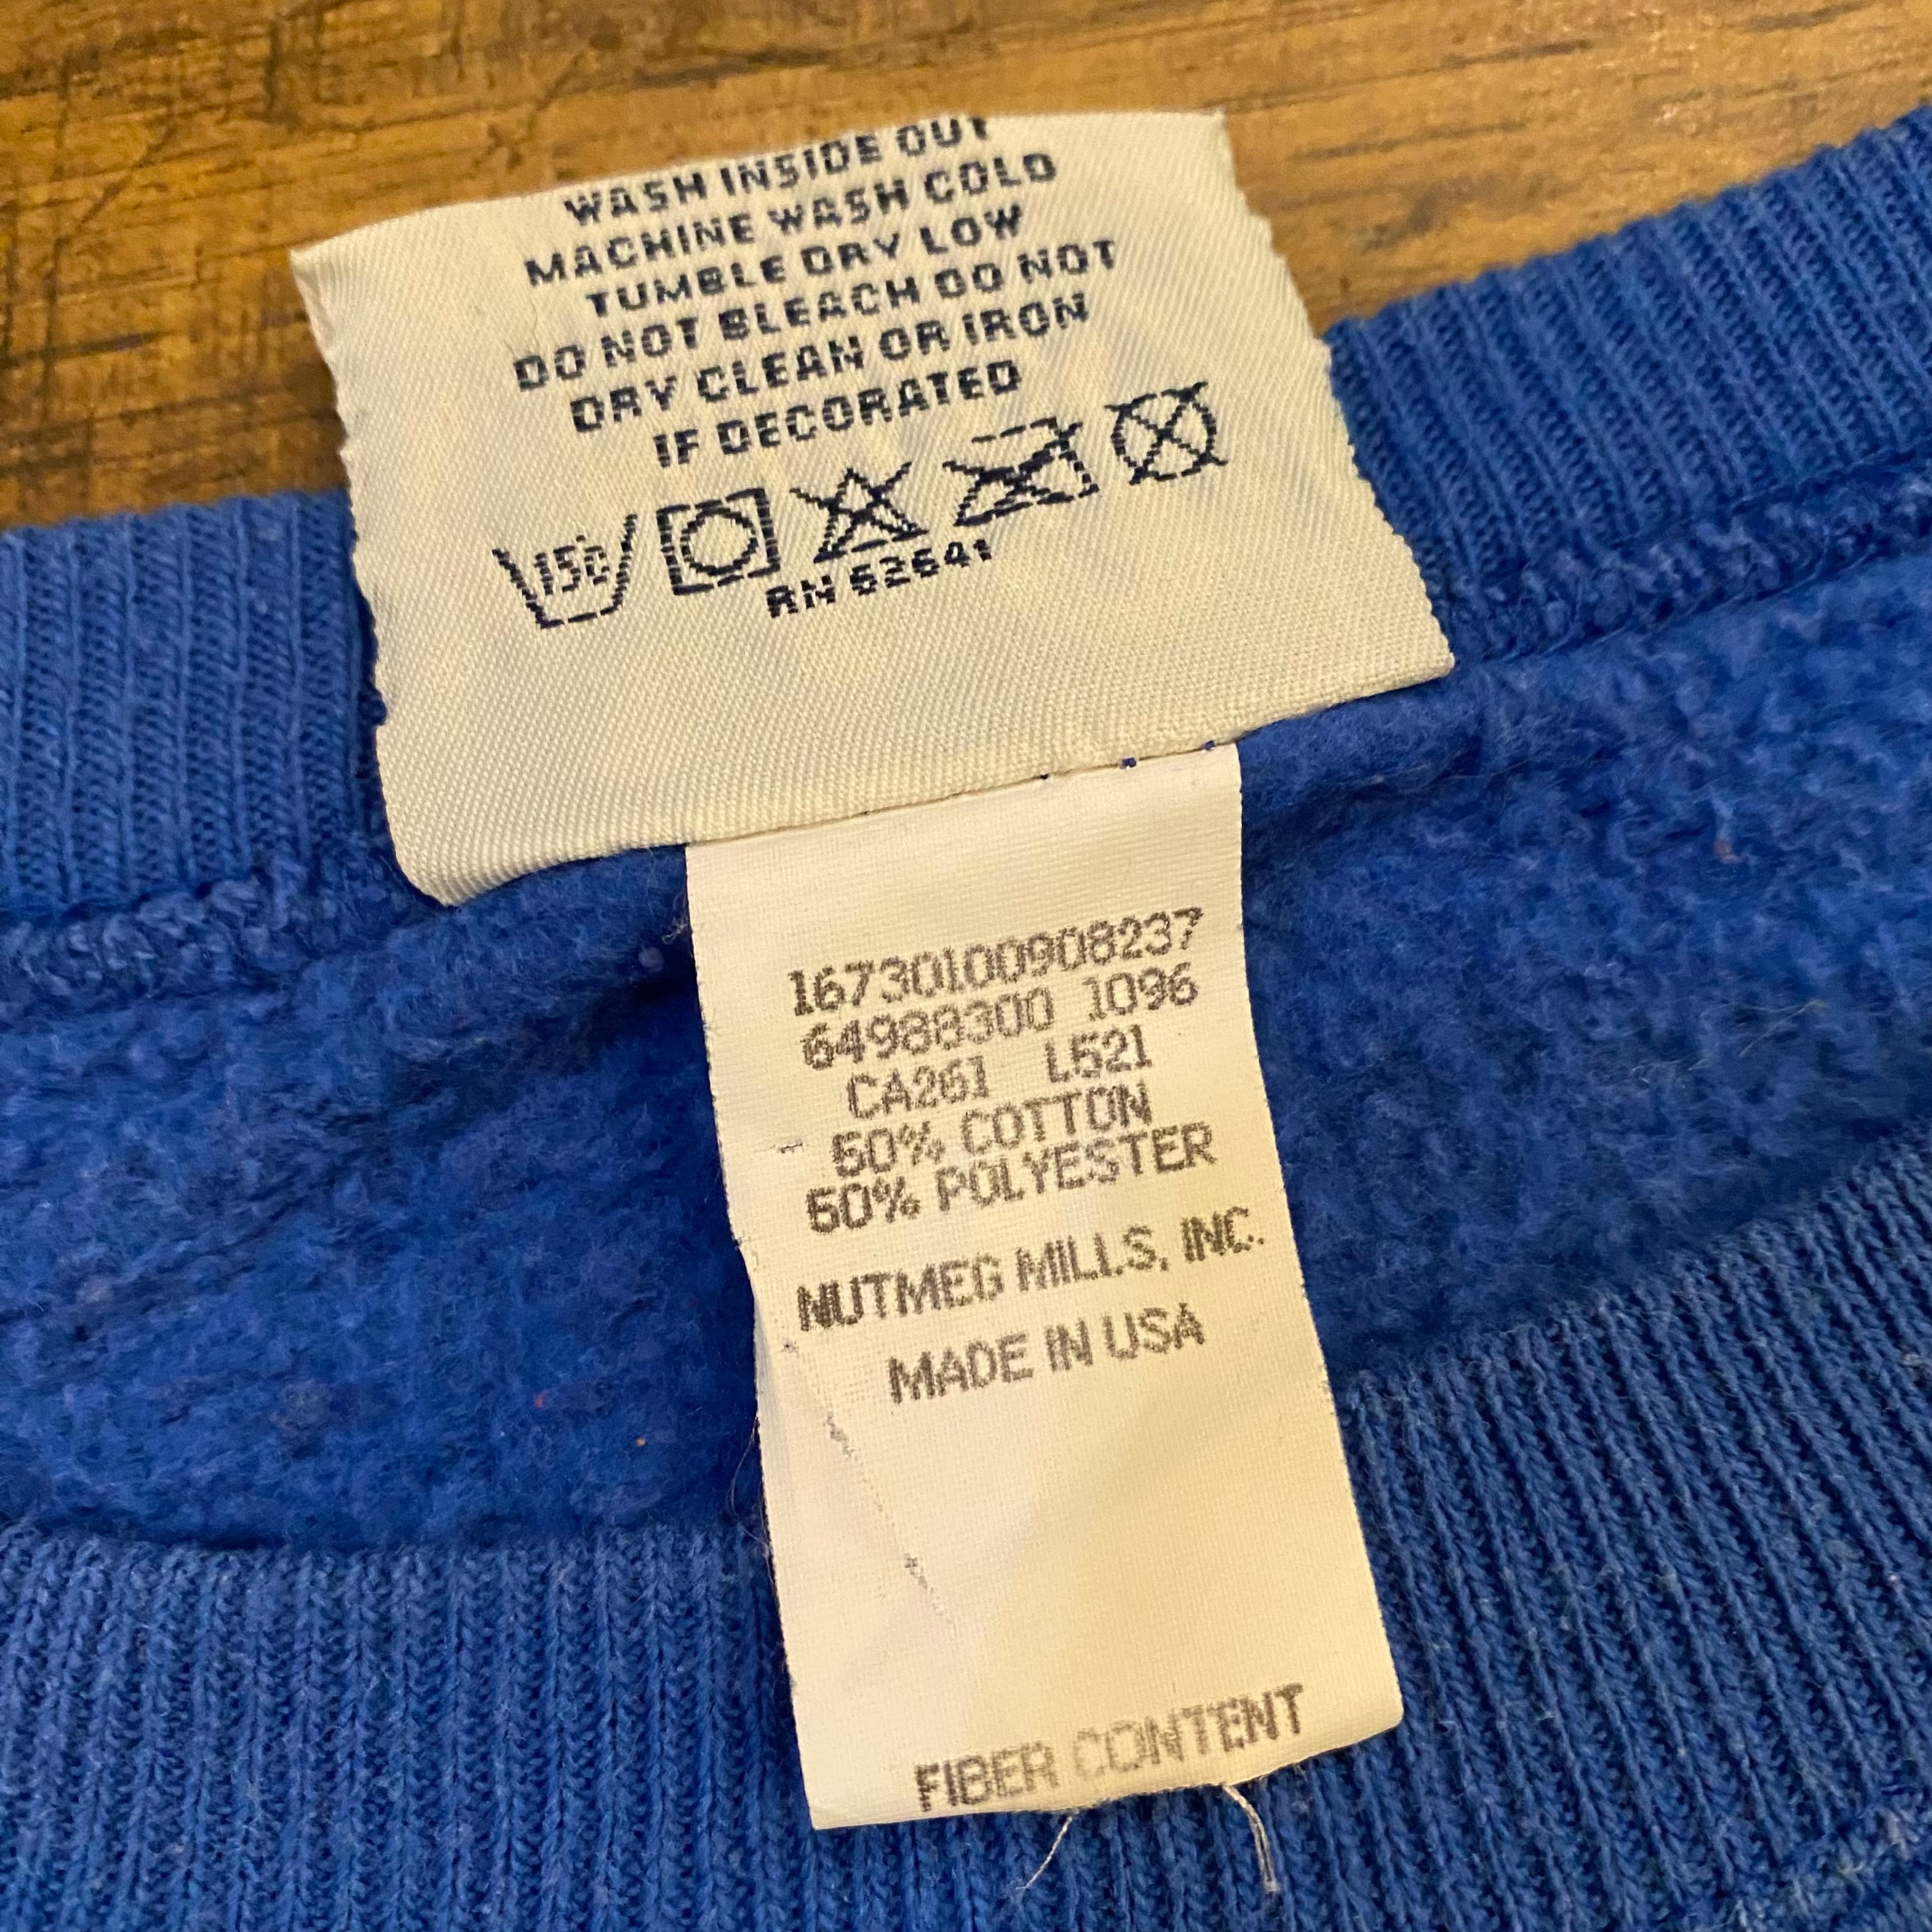 WASH INSIDE OUT
MACHINE WASH COLD
TUMBLE DRY LOW
DO NOT BLEACH DO NOT
DRY CLEAN OR IRON
IF DECORATED
15°C
RN 62641
16730100908237
64988300 1096
CA261 L521
50% COTTON
50% POLYESTER
NUTMEG MILLS, INC.
MADE IN USA
FIBER CONTENT